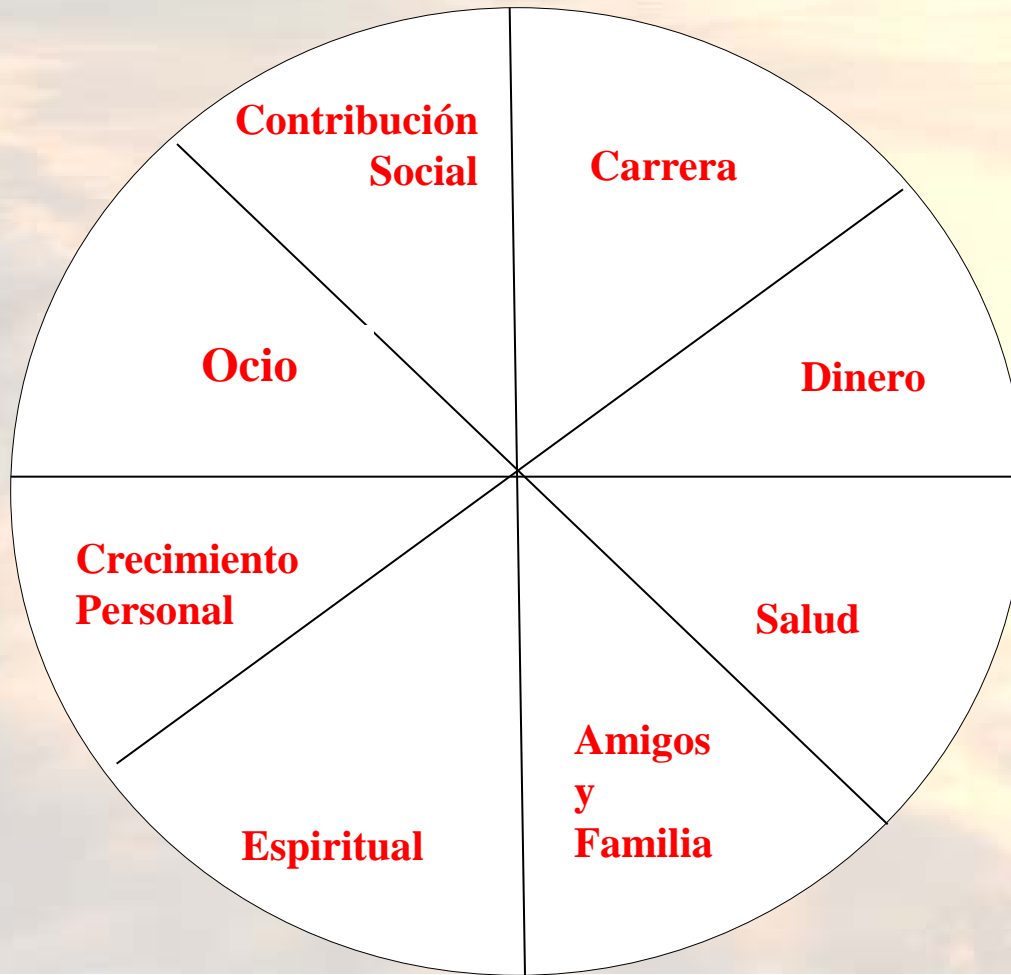 Contribución
Social
Carrera
Ocio
Dinero
Crecimiento
Personal
Salud
Amigos
y
Familia
Espiritual